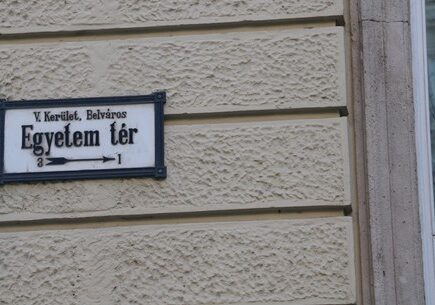 V. Kerület, Belváros
Egyetem tér
3 1